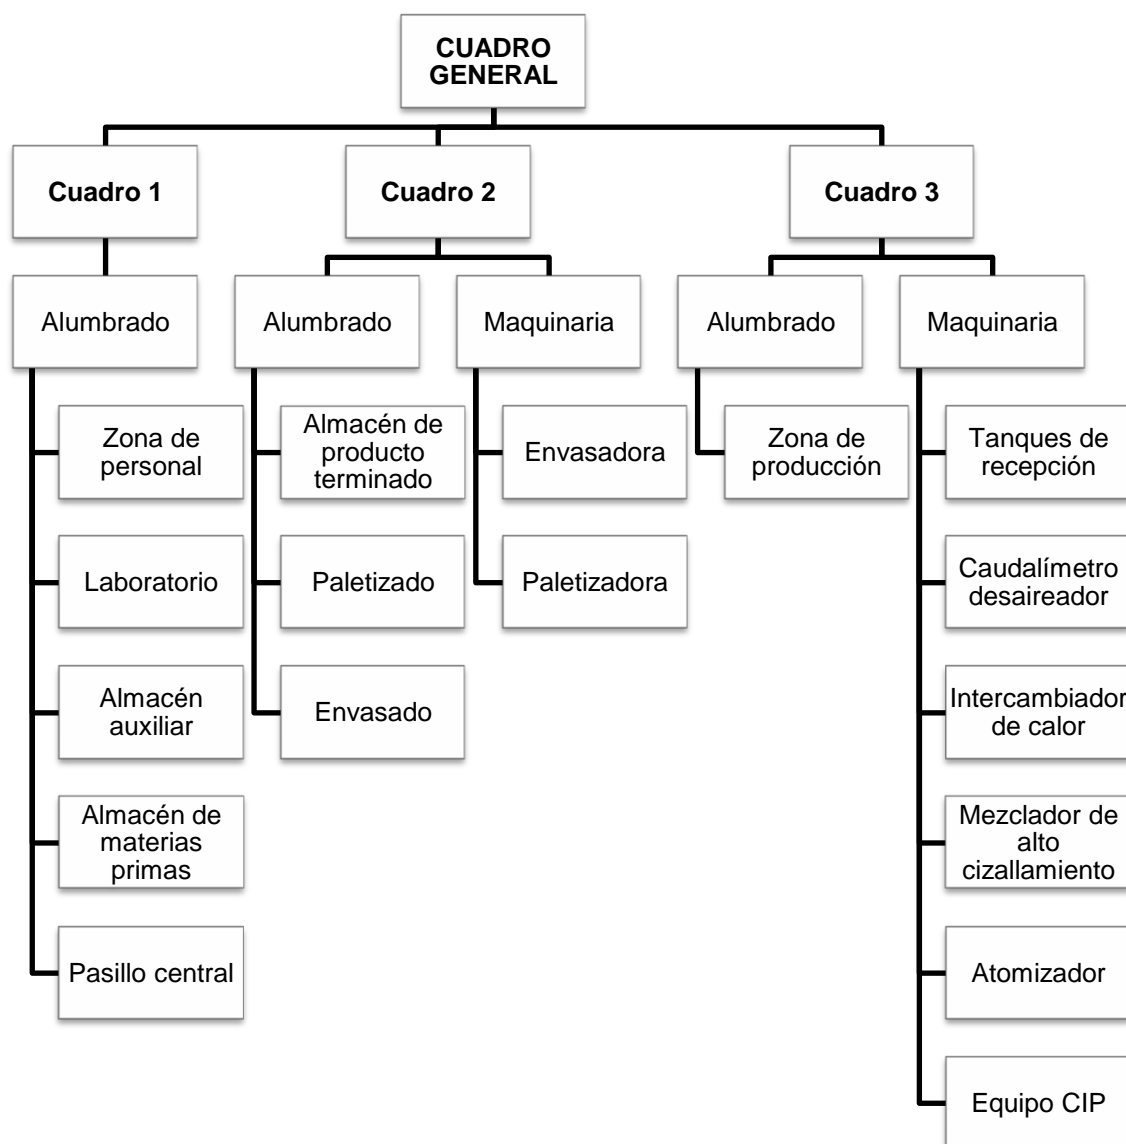 CUADRO
GENERAL
Cuadro 1
Cuadro 2
Cuadro 3
Alumbrado
Alumbrado
Maquinaria
Alumbrado
Maquinaria
Zona de
personal
Laboratorio
Almacén
auxiliar
Almacén de
materias
primas
Pasillo central
Almacén de
producto
terminado
Paletizado
Envasado
Envasadora
Paletizadora
Zona de
producción
Tanques de
recepción
Caudalímetro
desaireador
Intercambiador
de calor
Mezclador de
alto
cizallamiento
Atomizador
Equipo CIP